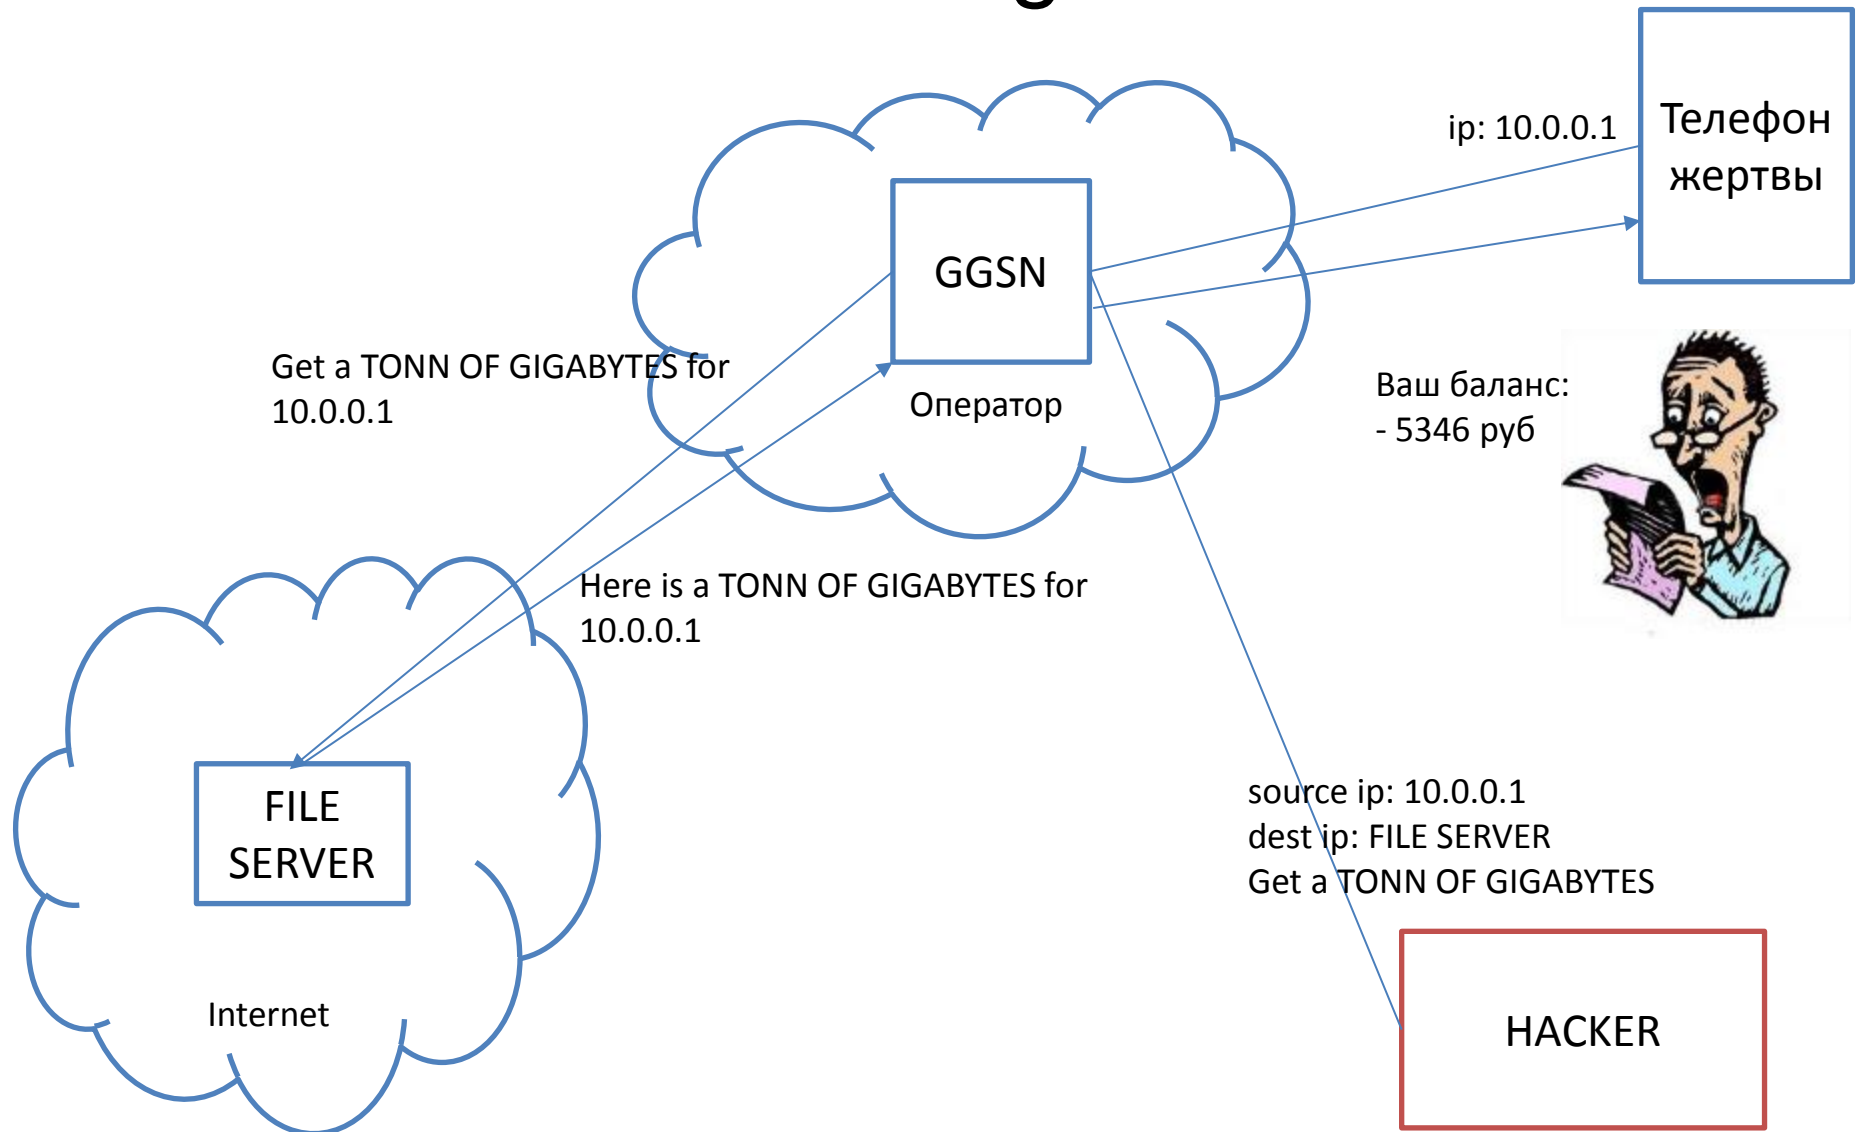 ip: 10.0.0.1
Телефон
жертвы
GGSN
Оператор
Get a TONN OF GIGABYTES for
10.0.0.1
Ваш баланс:
- 5346 руб
Here is a TONN OF GIGABYTES for
10.0.0.1
FILE
SERVER
Internet
source ip: 10.0.0.1
dest ip: FILE SERVER
Get a TONN OF GIGABYTES
HACKER